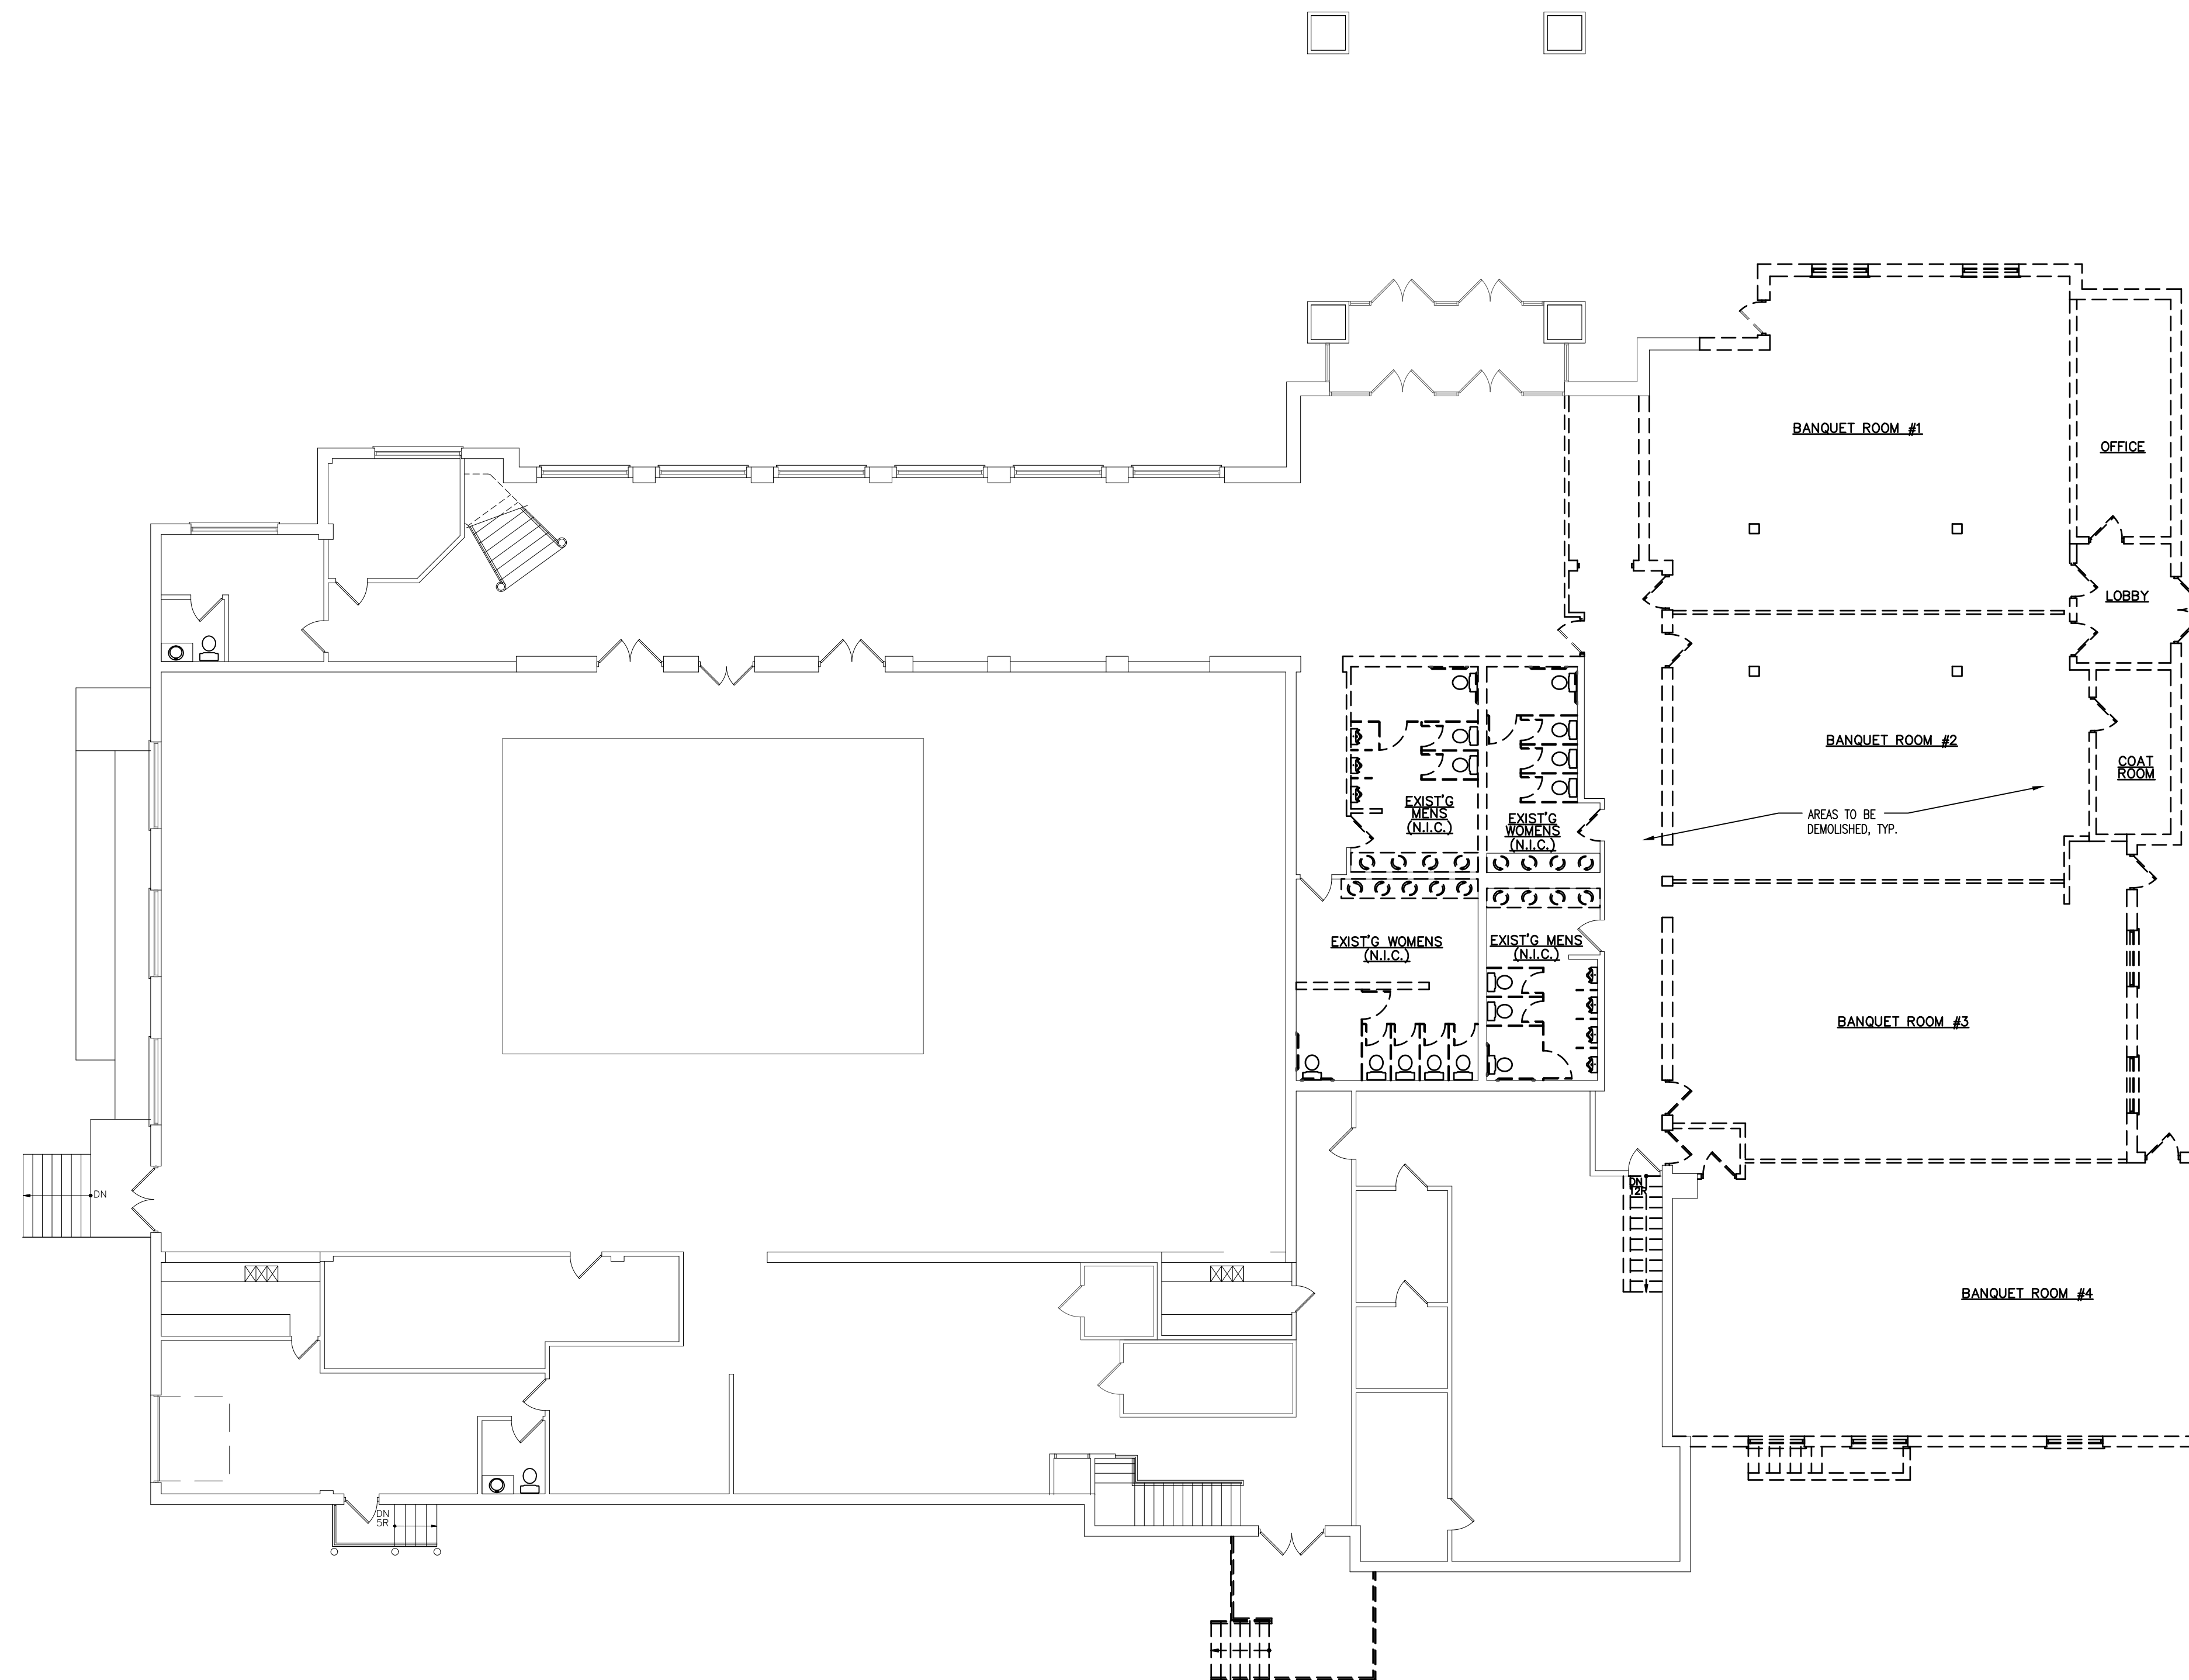 BANQUET ROOM #1
OFFICE
LOBBY
BANQUET ROOM #2
COAT
ROOM
EXIST'G
MENS
(N.I.C.)
EXIST'G
WOMENS
(N.I.C.)
AREAS TO BE
DEMOLISHED, TYP.
EXIST'G WOMENS
(N.I.C.)
EXIST'G MENS
(N.I.C.)
BANQUET ROOM #3
DN
DN
12R
BANQUET ROOM #4
DN
5R